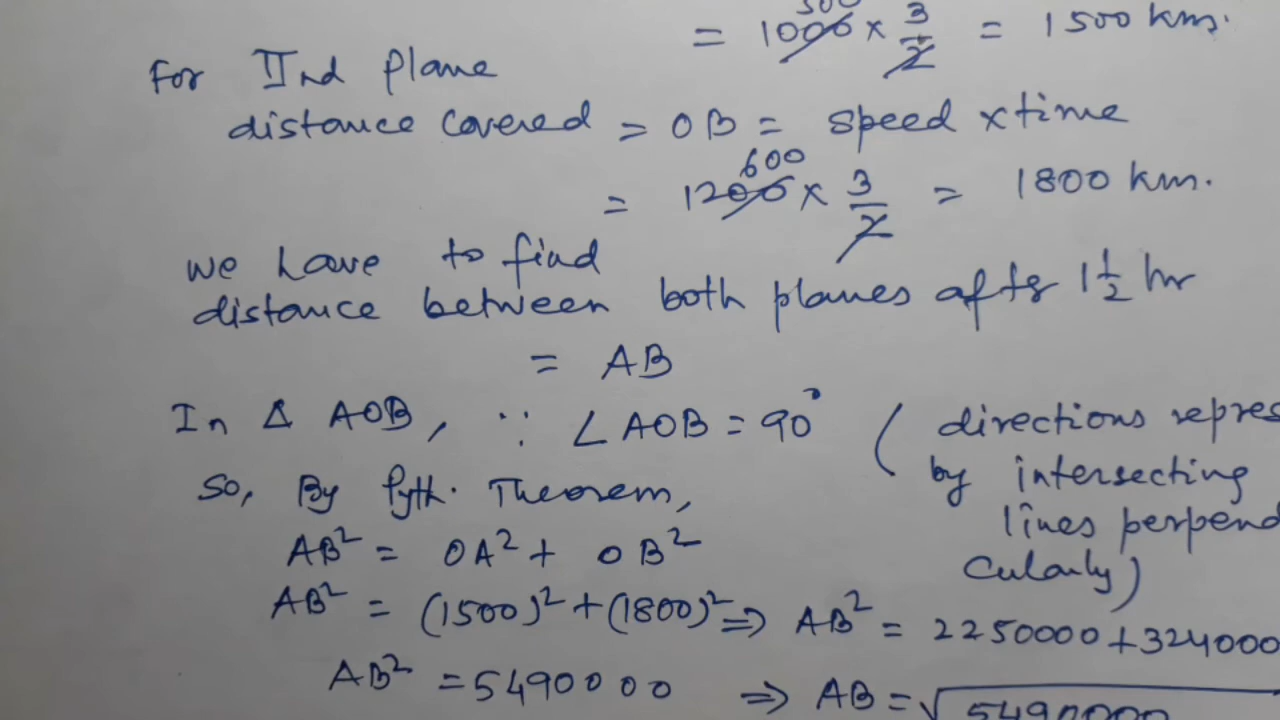 500
= 1000 x 3/2 = 1500 km.
For IInd Plane
distance covered = OB = speed x time
600
= 1200 x 3/2 = 1800 km.
we have to find
distance between both planes after 1 1/2 hr
= AB
In Δ AOB, ∵ ∠AOB = 90° (directions repres
by intersecting
lines perpend
So, By Pyth. Theorem,
cularly)
AB² = OA² + OB²
AB² = (1500)² + (1800)² ⇒ AB² = 2250000 + 324000
AB² = 5490000 ⇒ AB = √5490000